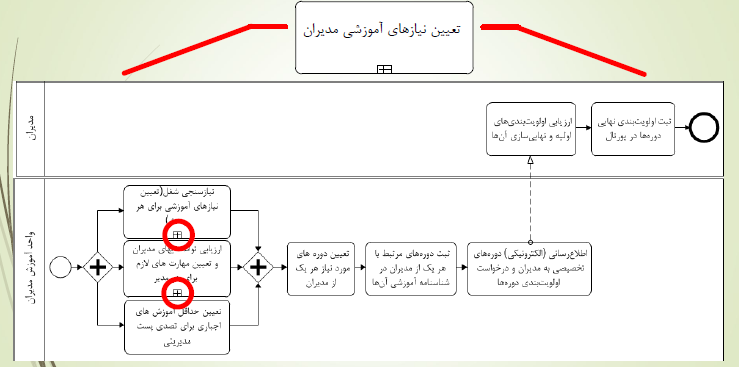 تعیین نیازهای آموزشی مدیران
مدیران
ارزیابی اولویت‌بندی‌های
اولیه و نهایی‌سازی آن‌ها
ثبت اولویت‌بندی نهایی
دوره‌ها در پورتال
واحد آموزش مدیران
نیازسنجی شغل(تعیین
نیازهای آموزشی برای هر
ارزیابی مدیران
و تعیین مهارت های لازم
برای
تعیین حداقل آموزش های
اجباری برای تصدی پست
مدیریتی
تعیین دوره های
مورد نیاز هر یک
از مدیران
ثبت دوره‌های مرتبط با
هر یک از مدیران در
شناسنامه آموزشی آن‌ها
اطلاع‌رسانی (الکترونیکی) دوره‌های
تخصیصی به مدیران و درخواست
اولویت‌بندی دوره‌ها